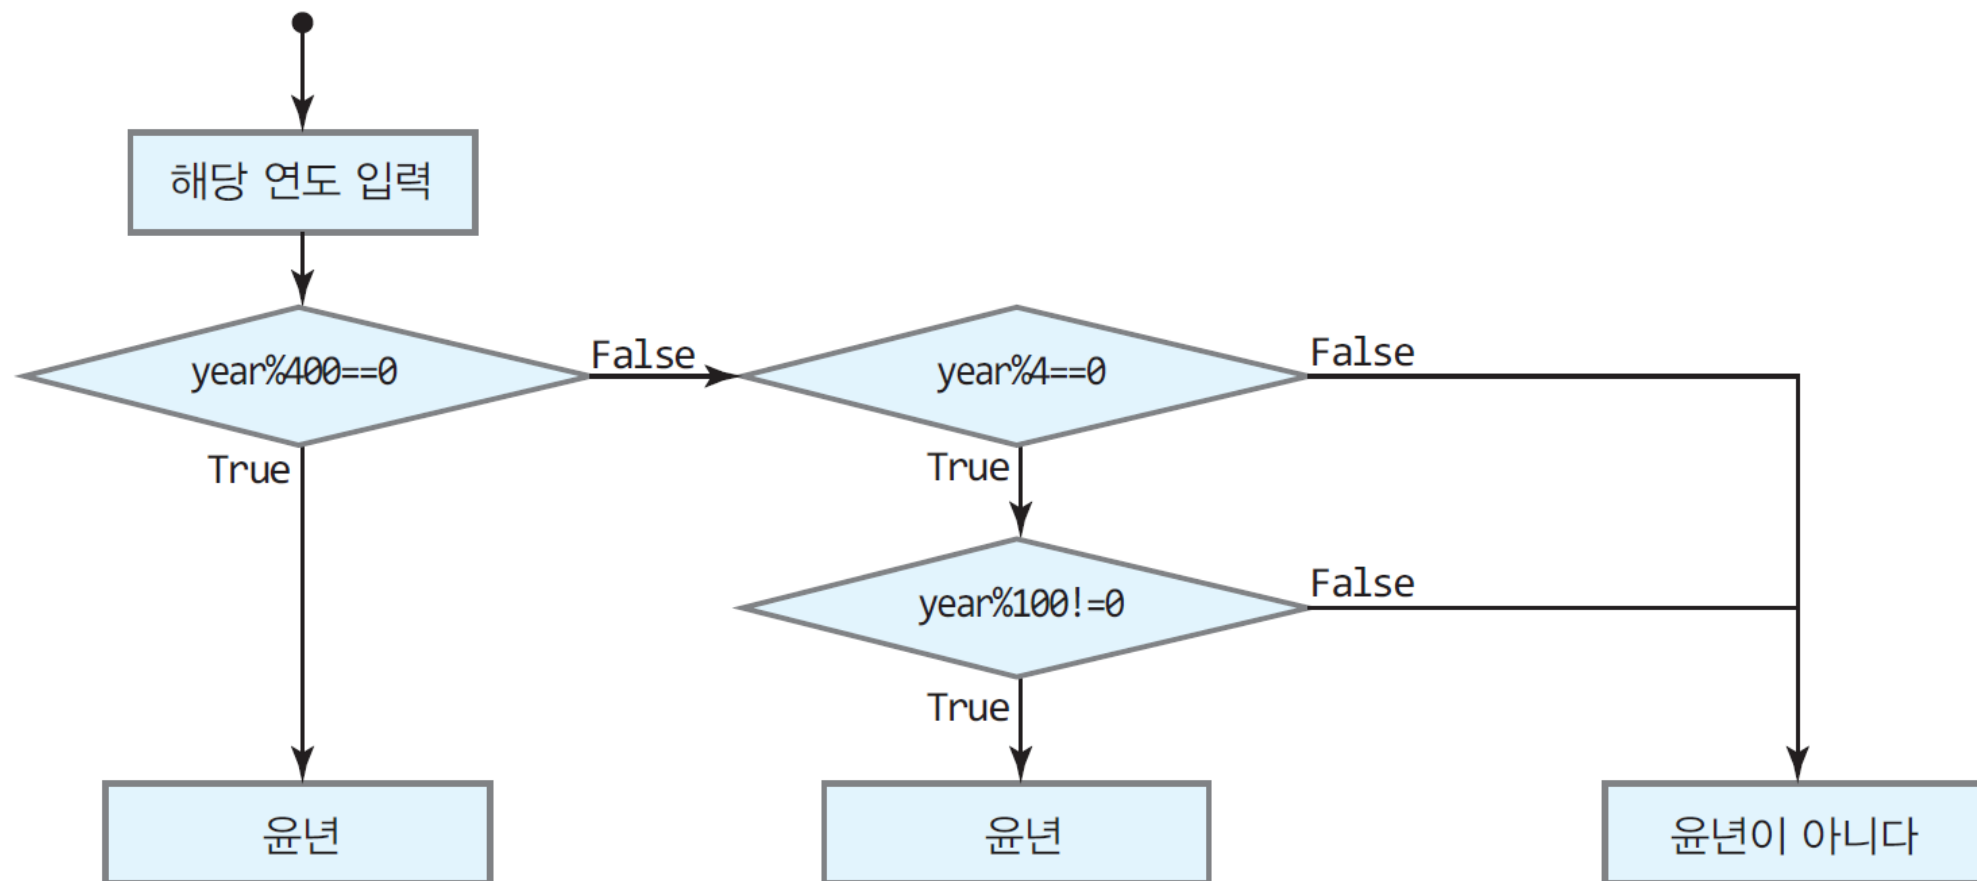 해당 연도 입력
year%400==0
False
year%4==0
False
True
True
year%100!=0
False
True
윤년
윤년
윤년이 아니다